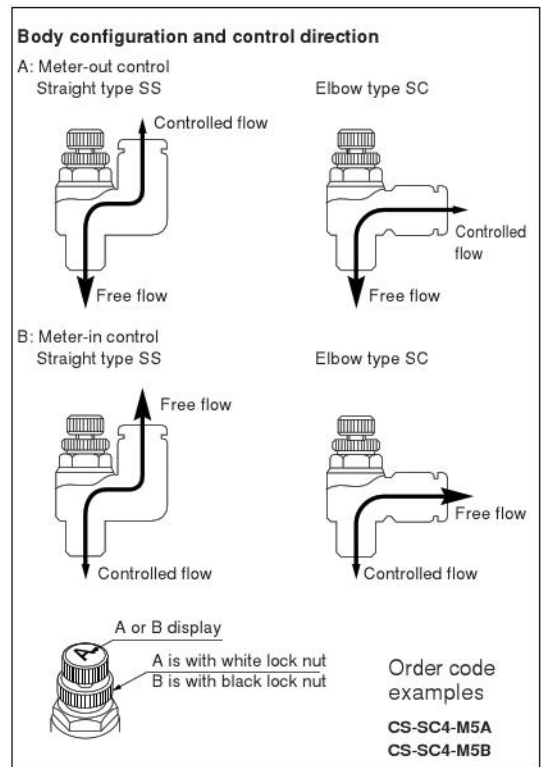 Body configuration and control direction
A: Meter-out control
Straight type SS
Elbow type SC
Controlled flow
Controlled
flow
Free flow
Free flow
B: Meter-in control
Straight type SS
Elbow type SC
Free flow
Free flow
Controlled flow
Controlled flow
A or B display
A
A is with white lock nut
B is with black lock nut
Order code
examples
CS-SC4-M5A
CS-SC4-M5B